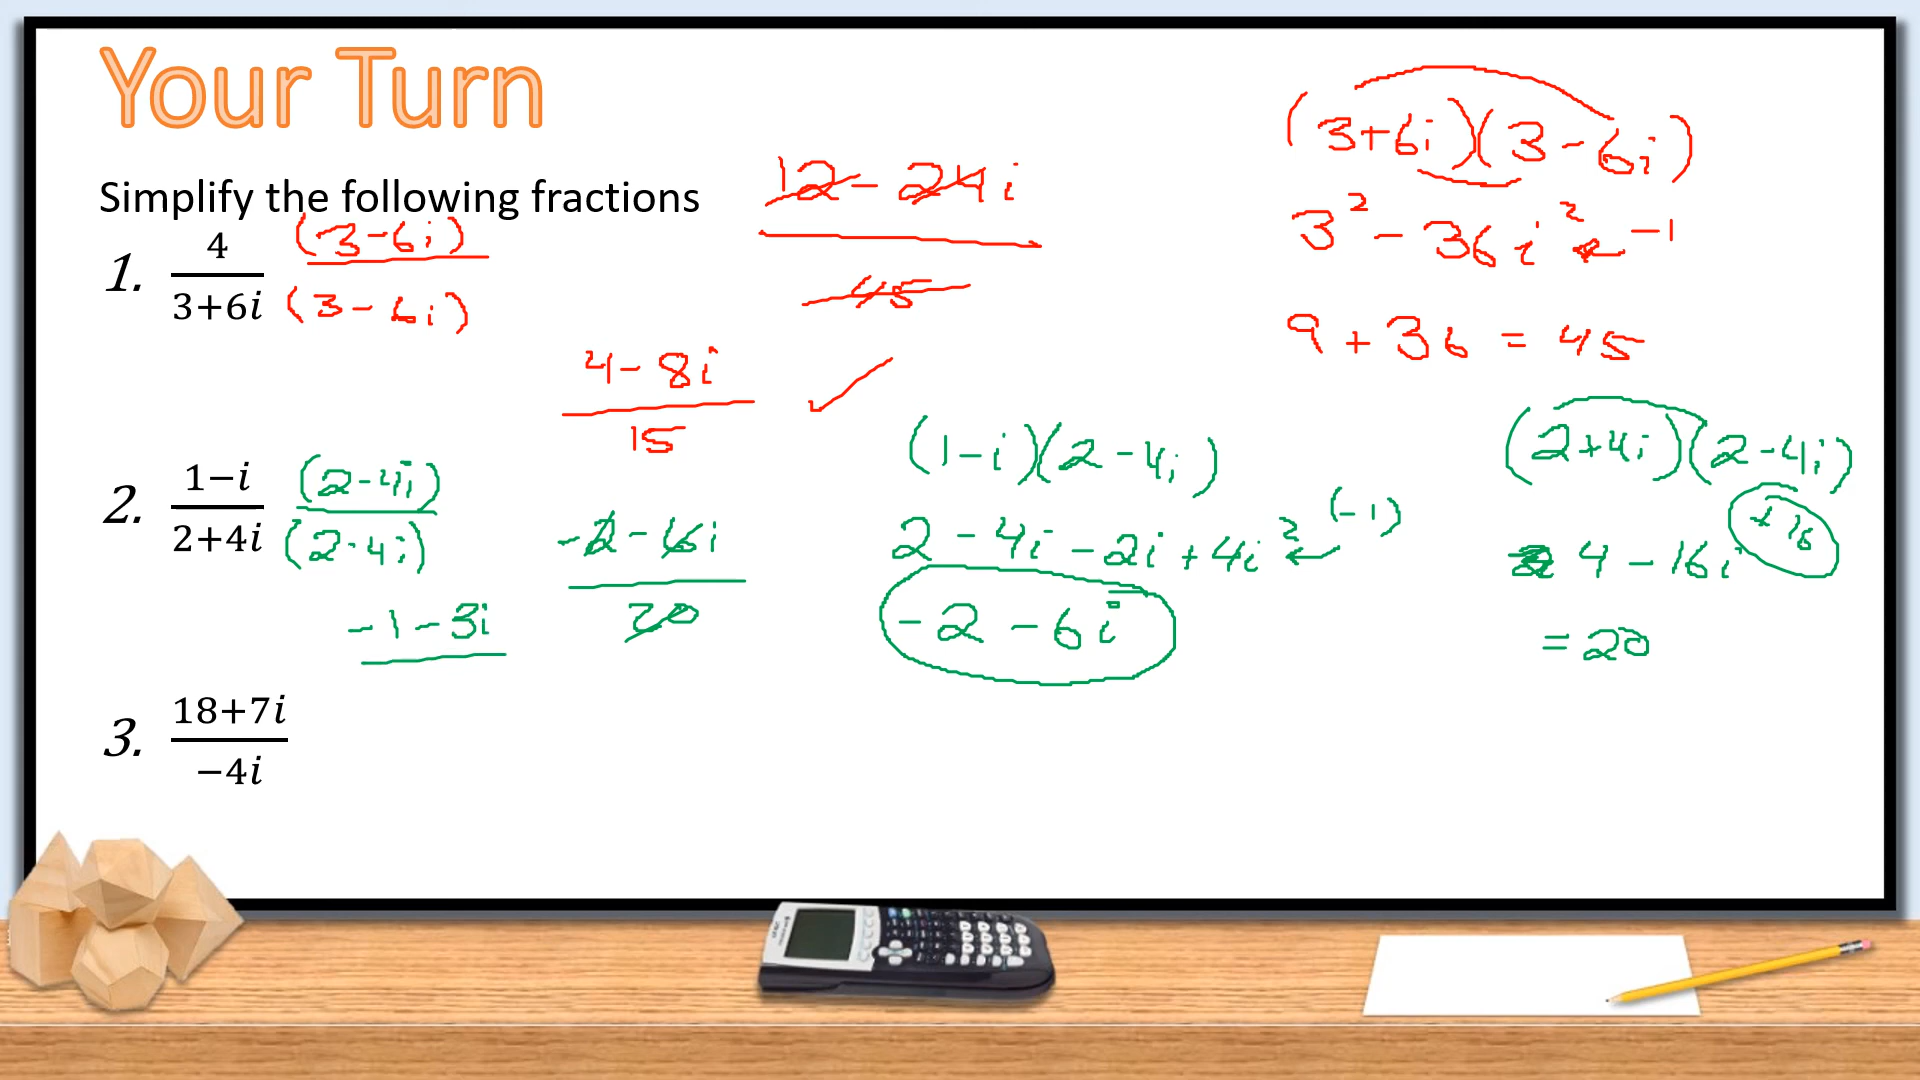 Your Turn
Simplify the following fractions
1. 4/(3+6i) (3-6i)/(3-6i)
12 - 24i
45
4 - 8i
15
(3+6i)(3-6i)
3² - 36i² ← -1
9 + 36 = 45
2. (1−i)/(2+4i) (2-4i)/(2-4i)
-2 - 6i
20
-1 - 3i
(1-i)(2-4i)
2 - 4i - 2i + 4i² ← (-1)
-2 - 6i
(2+4i)(2-4i)
4 - 16i +16
= 20
3. (18+7i)/(−4i)